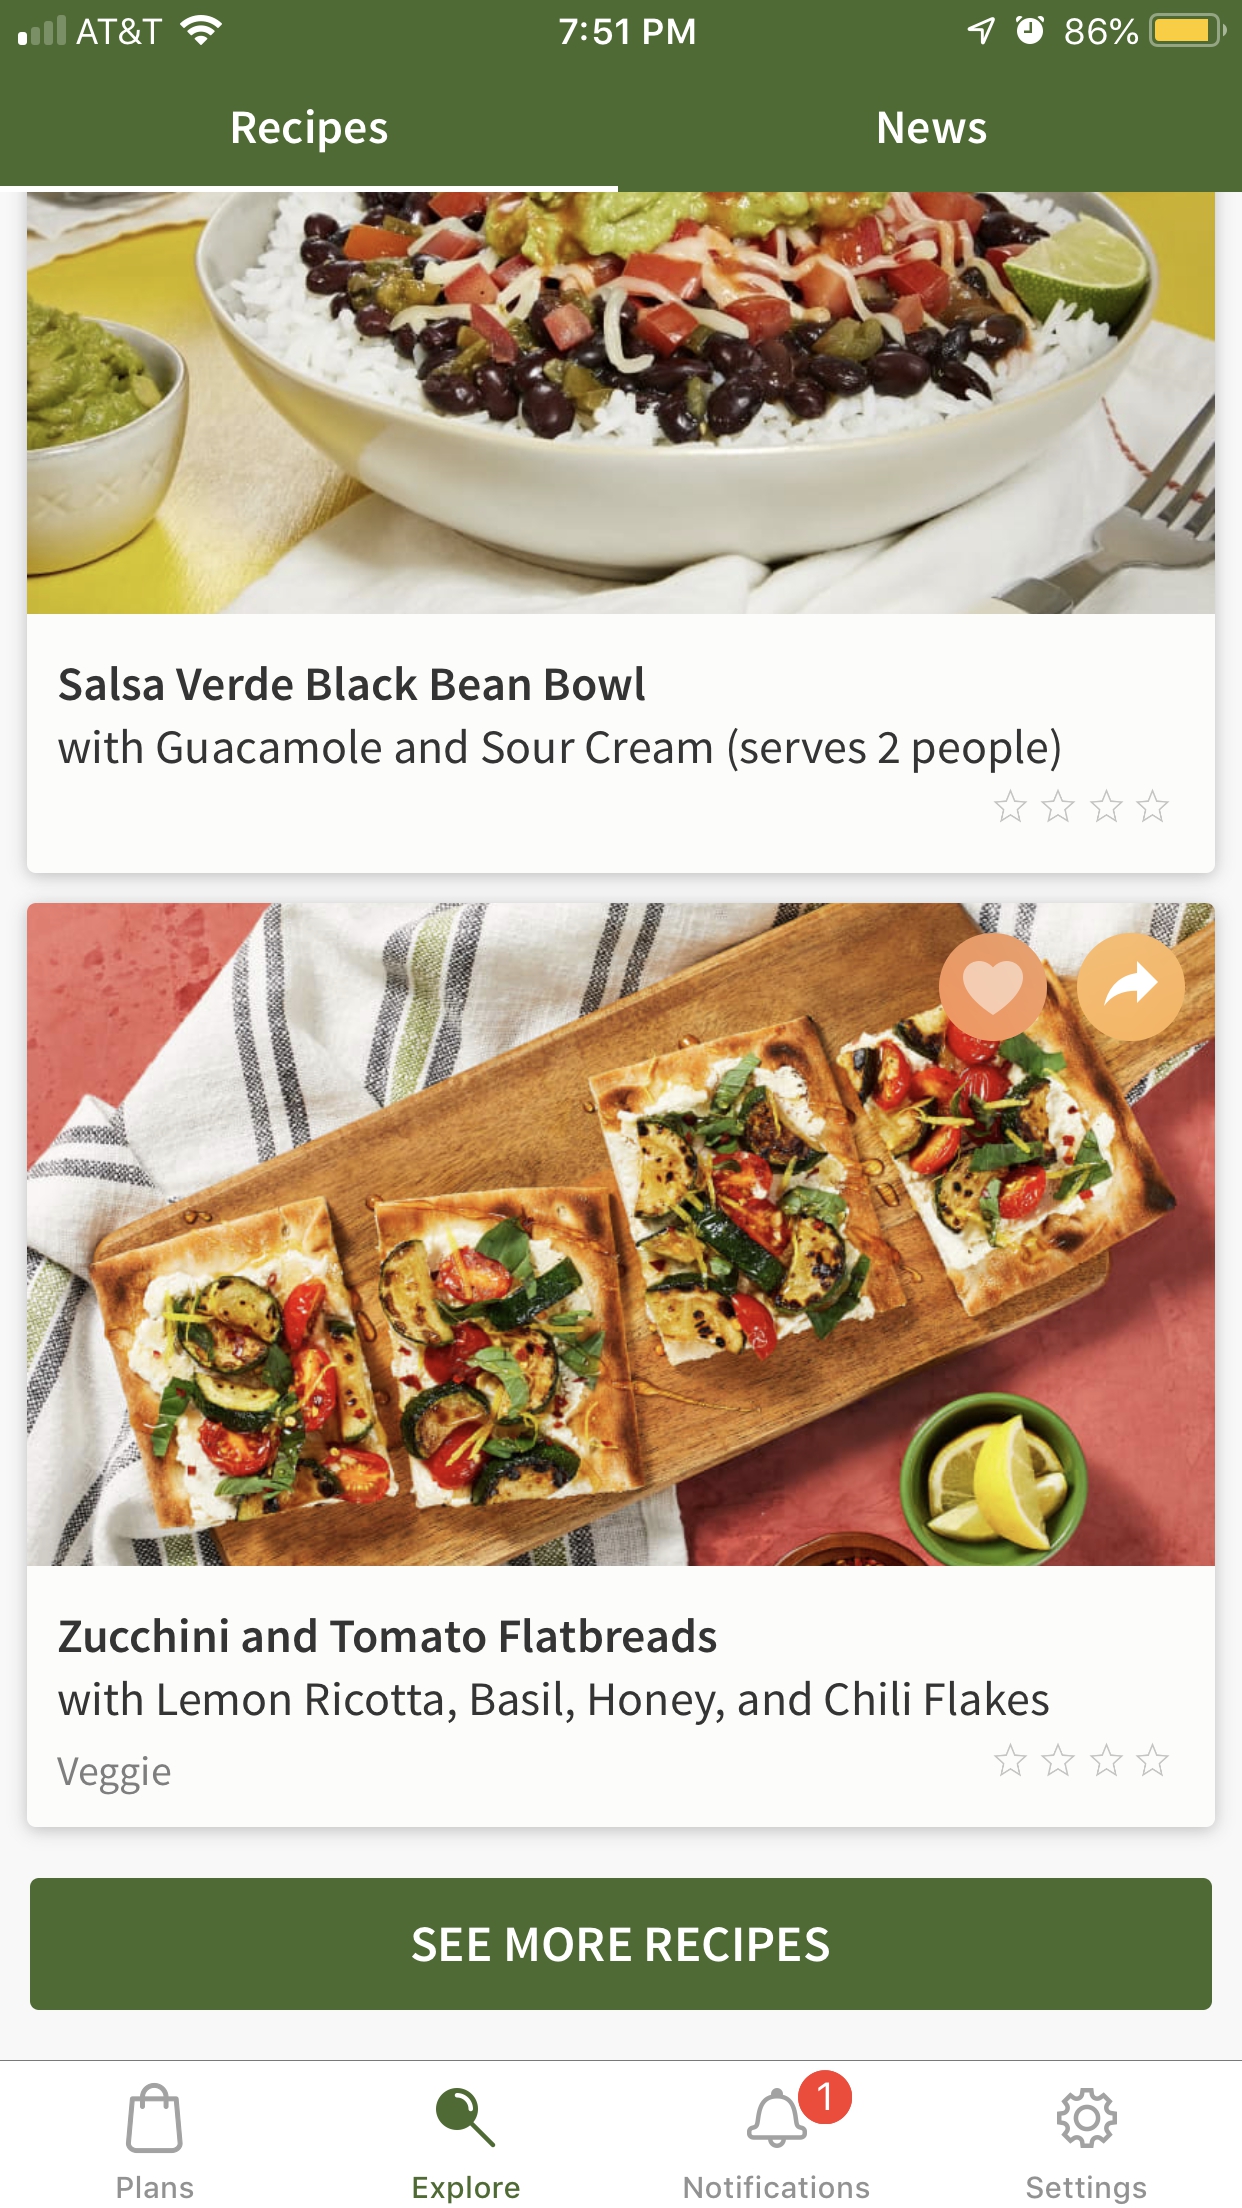 AT&T 7:51 PM 86%
Recipes News
Salsa Verde Black Bean Bowl
with Guacamole and Sour Cream (serves 2 people)
Zucchini and Tomato Flatbreads
with Lemon Ricotta, Basil, Honey, and Chili Flakes
Veggie
SEE MORE RECIPES
1
Plans Explore Notifications Settings